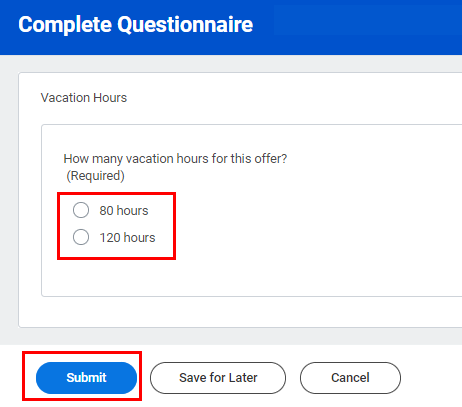 Complete Questionnaire
Vacation Hours
How many vacation hours for this offer?
(Required)
80 hours
120 hours
Submit
Save for Later
Cancel